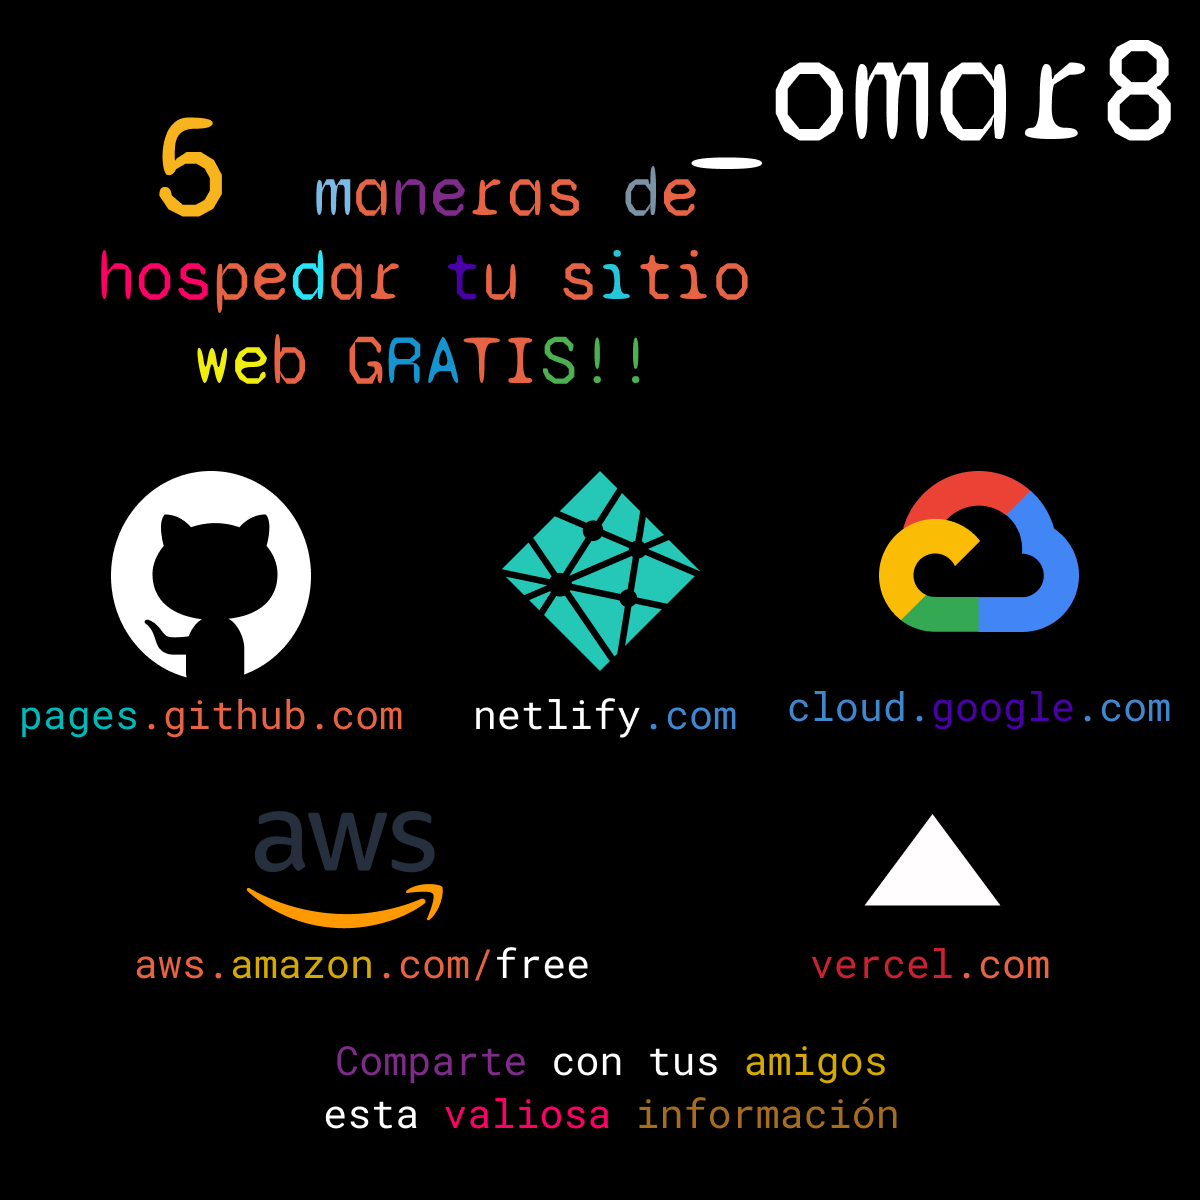 _omar8
5 maneras de
hospedar tu sitio
web GRATIS!!
pages.github.com
netlify.com
cloud.google.com
aws
aws.amazon.com/free
vercel.com
Comparte con tus amigos
esta valiosa información